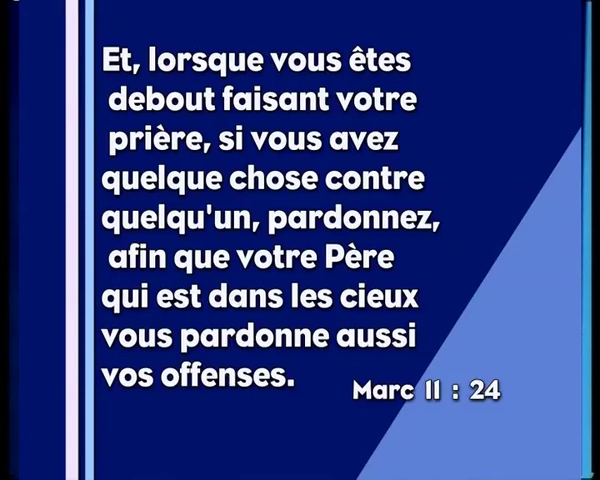 Et, lorsque vous êtes
debout faisant votre
prière, si vous avez
quelque chose contre
quelqu'un, pardonnez,
afin que votre Père
qui est dans les cieux
vous pardonne aussi
vos offenses.
Marc 11 : 24